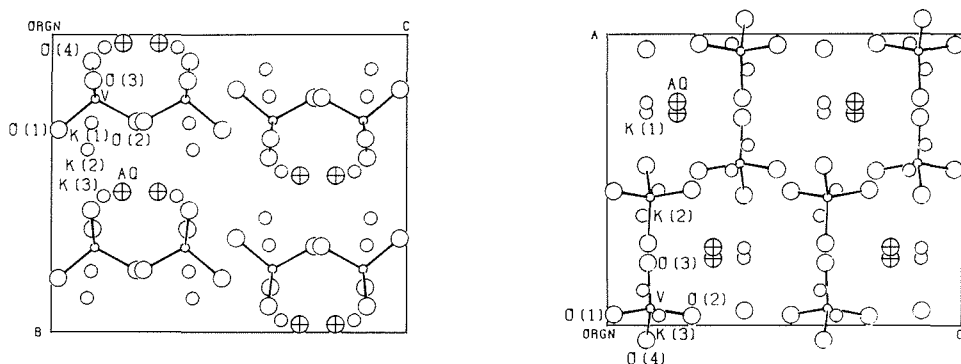 ORGN
C
O(4)
O(3)
V
O(1)
K(1)
O(2)
K(2)
K(3)
AQ
B
A
AQ
K(1)
K(2)
O(3)
V
O(2)
O(1)
ORGN
K(3)
C
O(4)